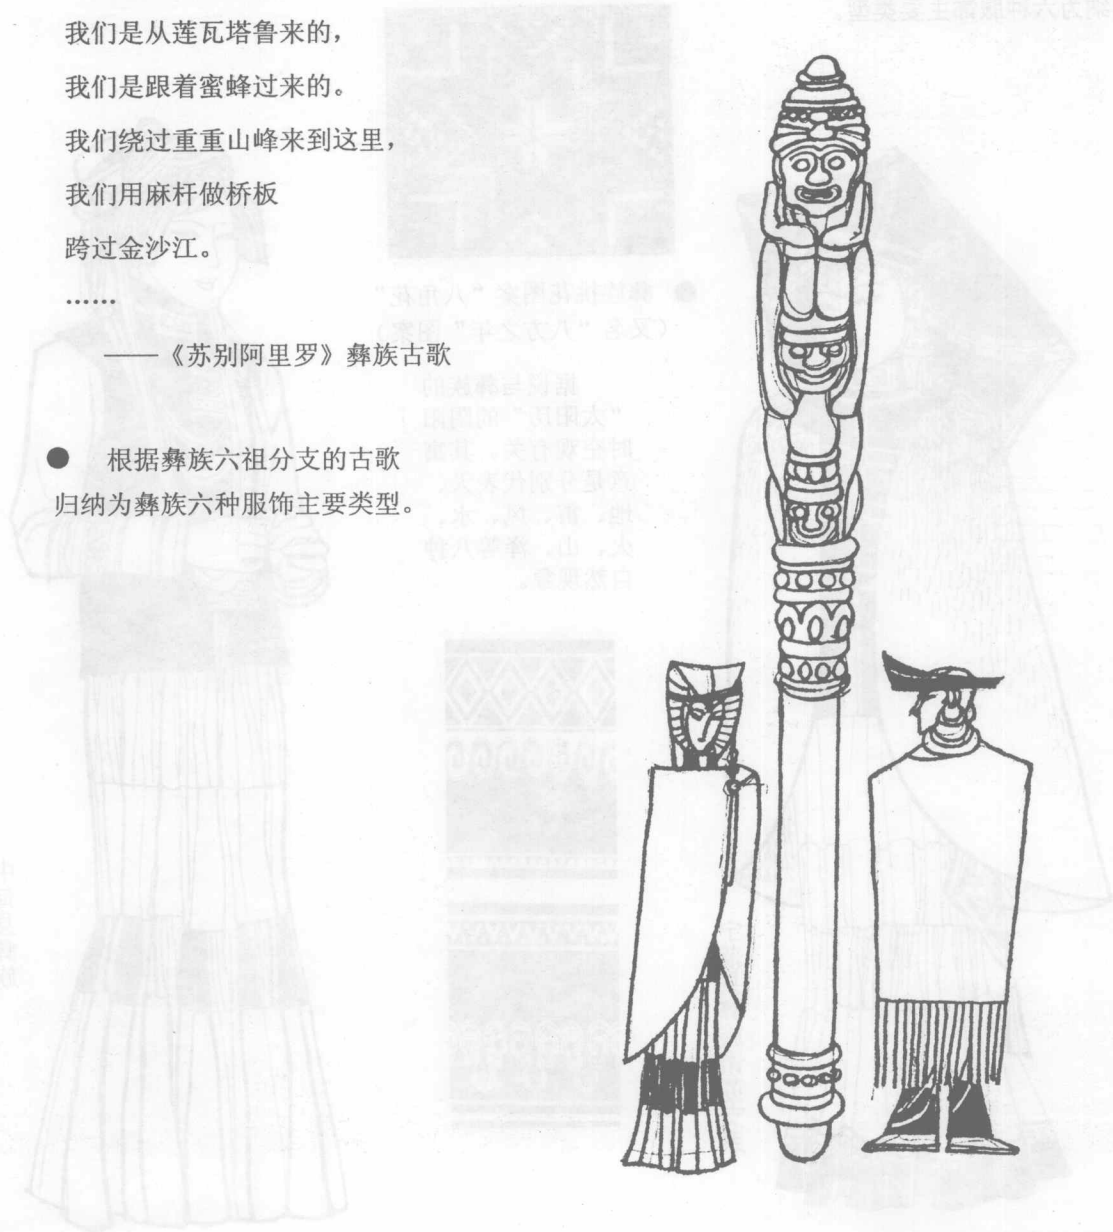 我们是从莲瓦塔鲁来的，
我们是跟着蜜蜂过来的。
我们绕过重重山峰来到这里，
我们用麻杆做桥板
跨过金沙江。
……
——《苏别阿里罗》彝族古歌
● 根据彝族六祖分支的古歌
归纳为彝族六种服饰主要类型。